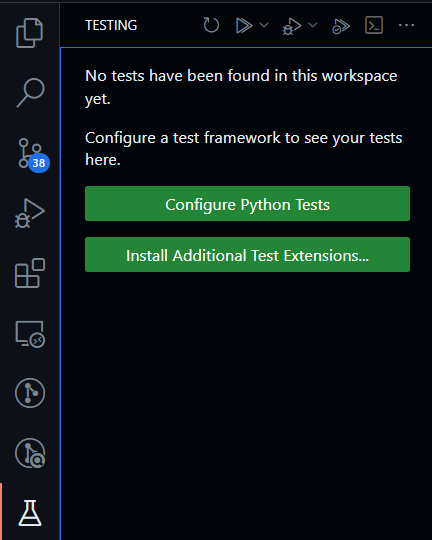 TESTING
No tests have been found in this workspace
yet.
Configure a test framework to see your tests
here.
38
Configure Python Tests
Install Additional Test Extensions...